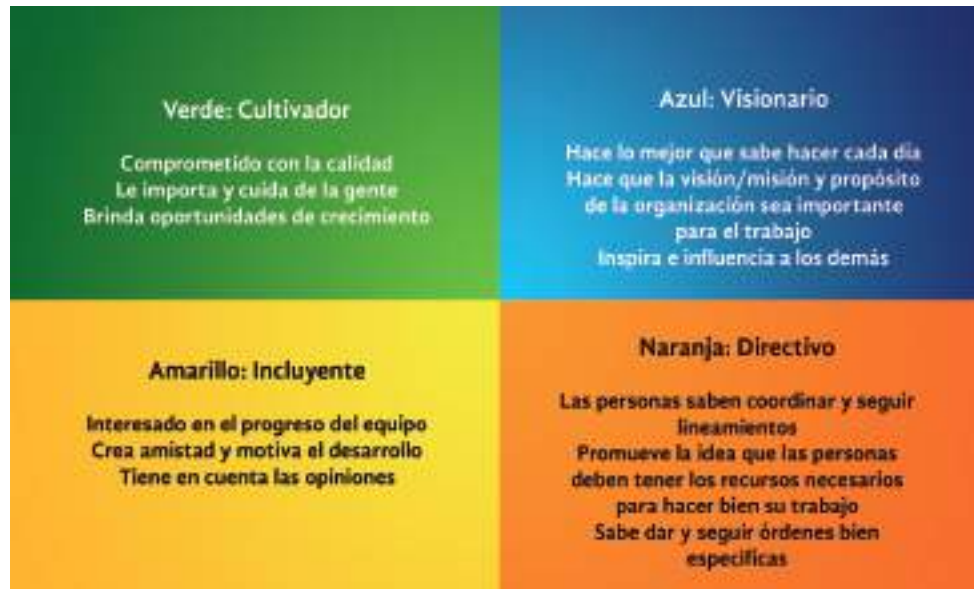 Verde: Cultivador
Comprometido con la calidad
Le importa y cuida de la gente
Brinda oportunidades de crecimiento
Azul: Visionario
Hace lo mejor que sabe hacer cada día
Hace que la visión/misión y propósito
de la organización sea importante
para el trabajo
Inspira e influencia a los demás
Amarillo: Incluyente
Interesado en el progreso del equipo
Crea amistad y motiva el desarrollo
Tiene en cuenta las opiniones
Naranja: Directivo
Las personas saben coordinar y seguir
lineamientos
Promueve la idea que las personas
deben tener los recursos necesarios
para hacer bien su trabajo
Sabe dar y seguir órdenes bien
específicas